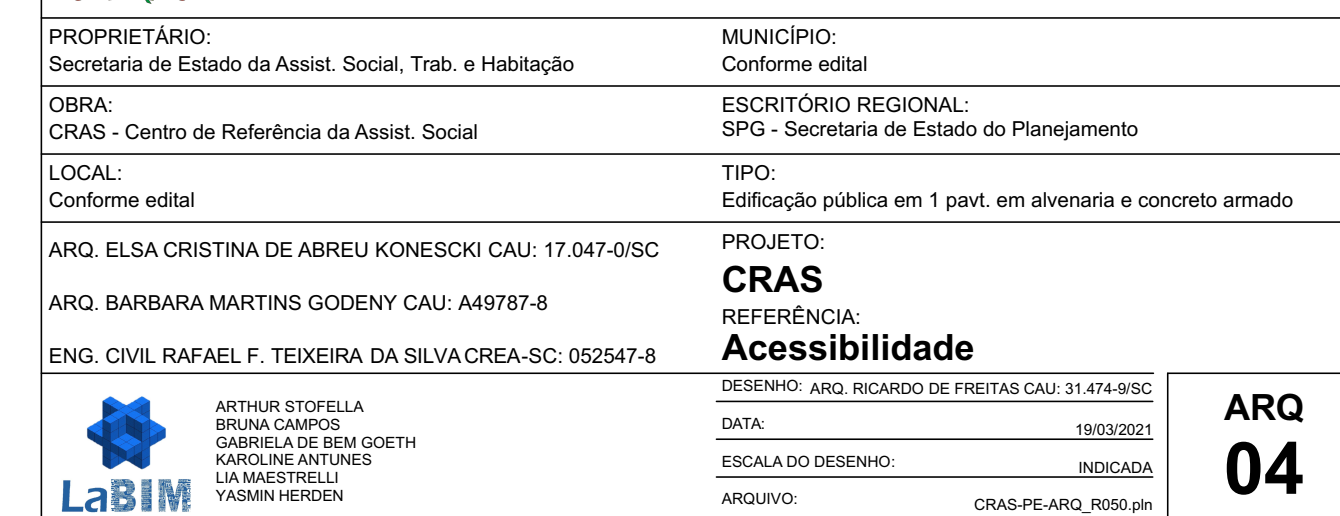 PROPRIETÁRIO:
Secretaria de Estado da Assist. Social, Trab. e Habitação
MUNICÍPIO:
Conforme edital
OBRA:
CRAS - Centro de Referência da Assist. Social
ESCRITÓRIO REGIONAL:
SPG - Secretaria de Estado do Planejamento
LOCAL:
Conforme edital
TIPO:
Edificação pública em 1 pavt. em alvenaria e concreto armado
ARQ. ELSA CRISTINA DE ABREU KONESCKI CAU: 17.047-0/SC
ARQ. BARBARA MARTINS GODENY CAU: A49787-8
ENG. CIVIL RAFAEL F. TEIXEIRA DA SILVA CREA-SC: 052547-8
PROJETO:
CRAS
REFERÊNCIA:
Acessibilidade
LaBIM
ARTHUR STOFELLA
BRUNA CAMPOS
GABRIELA DE BEM GOETH
KAROLINE ANTUNES
LIA MAESTRELLI
YASMIN HERDEN
DESENHO: ARQ. RICARDO DE FREITAS CAU: 31.474-9/SC
DATA: 19/03/2021
ESCALA DO DESENHO: INDICADA
ARQUIVO: CRAS-PE-ARQ_R050.pln
ARQ
04